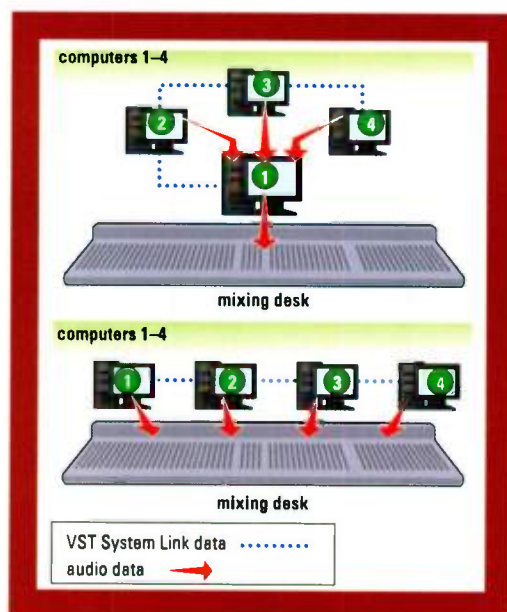 computers 1–4
3
2
4
1
mixing desk
computers 1–4
1
2
3
4
mixing desk
VST System Link data
audio data